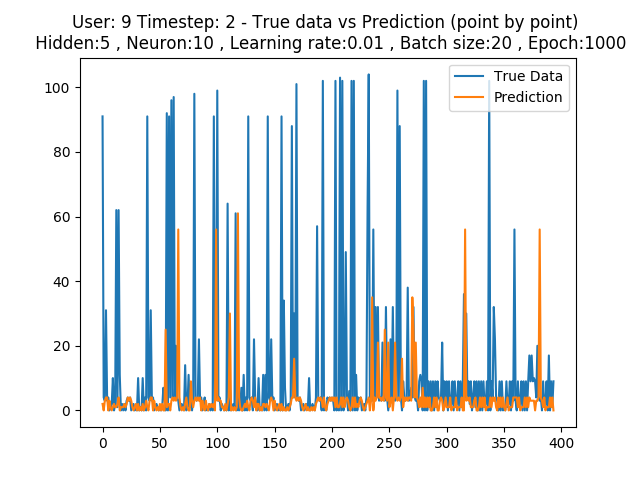 User: 9 Timestep: 2 - True data vs Prediction (point by point)
Hidden:5 , Neuron:10 , Learning rate:0.01 , Batch size:20 , Epoch:1000
True Data
Prediction
100
80
60
40
20
0
0 50 100 150 200 250 300 350 400